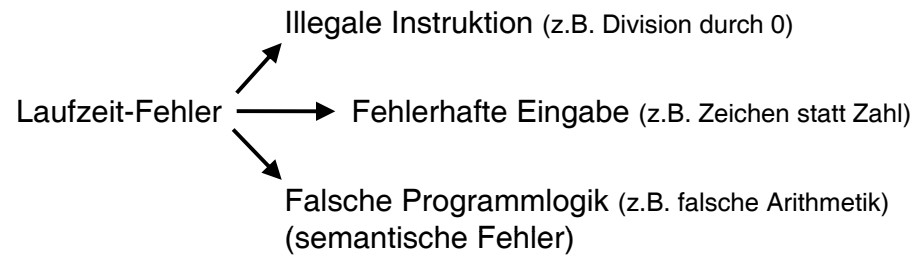 Illegale Instruktion (z.B. Division durch 0)
Laufzeit-Fehler
Fehlerhafte Eingabe (z.B. Zeichen statt Zahl)
Falsche Programmlogik (z.B. falsche Arithmetik)
(semantische Fehler)